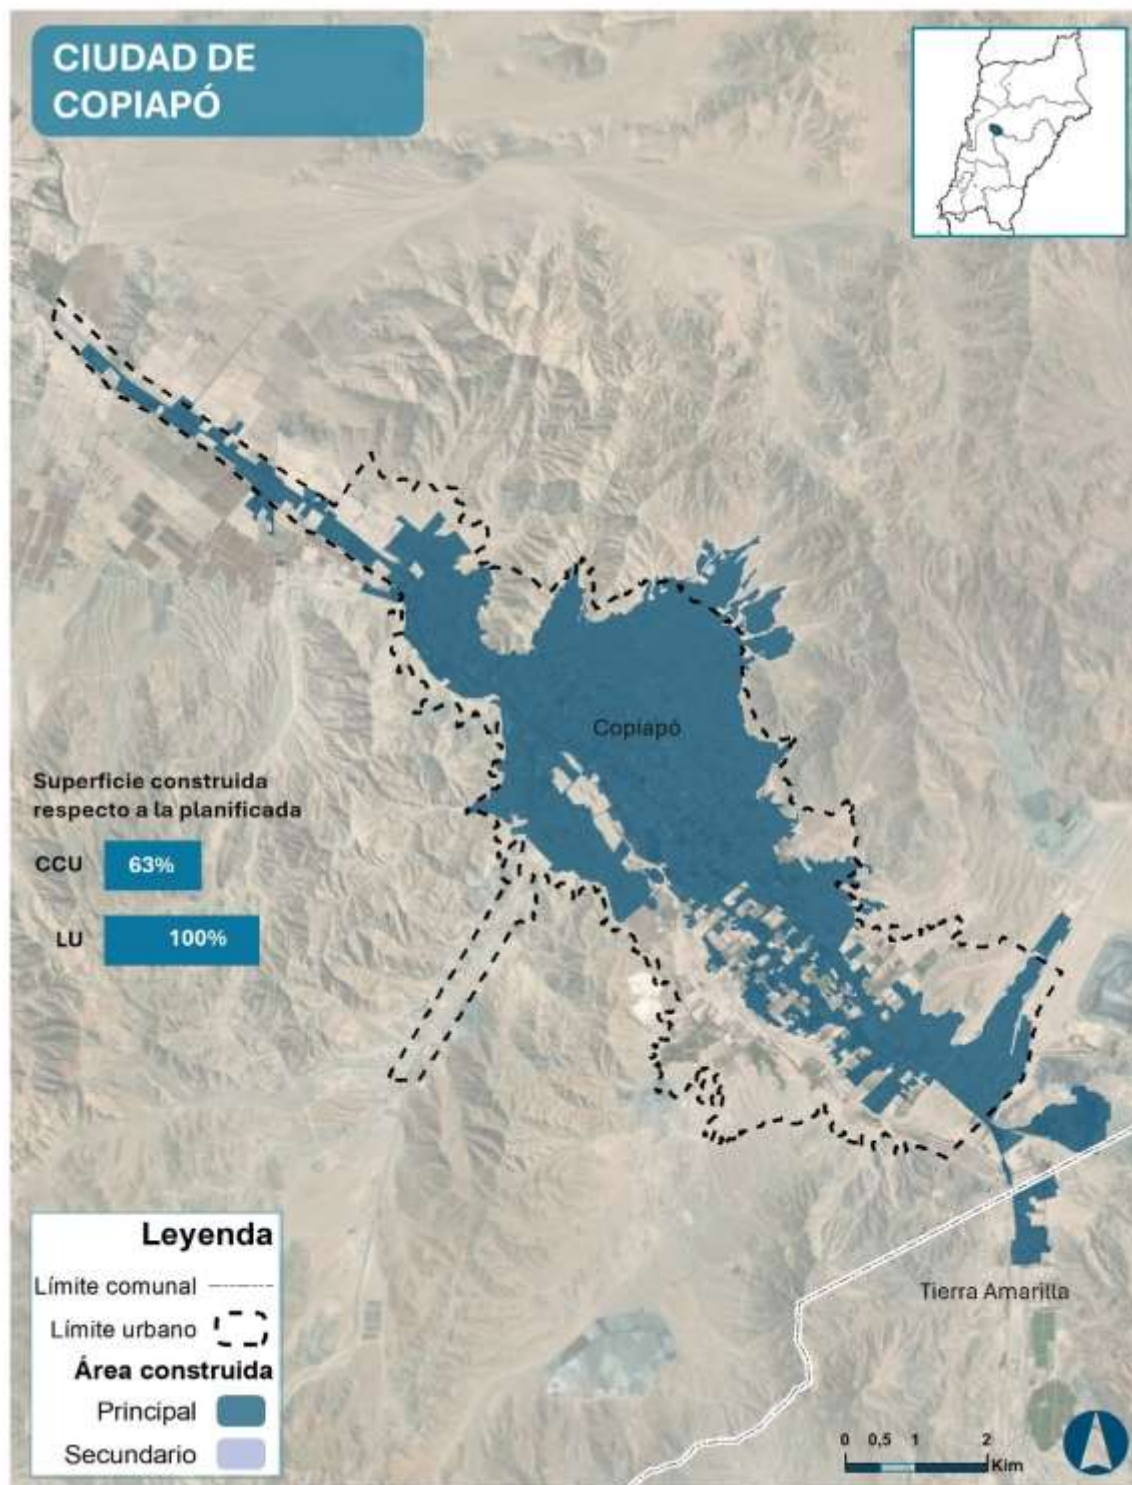 CIUDAD DE
COPIAPÓ
Copiapó
Superficie construida
respecto a la planificada
CCU 63%
LU 100%
Leyenda
Límite comunal
Límite urbano
Área construida
Principal
Secundario
Tierra Amarilla
0 0,5 1 2
Kim